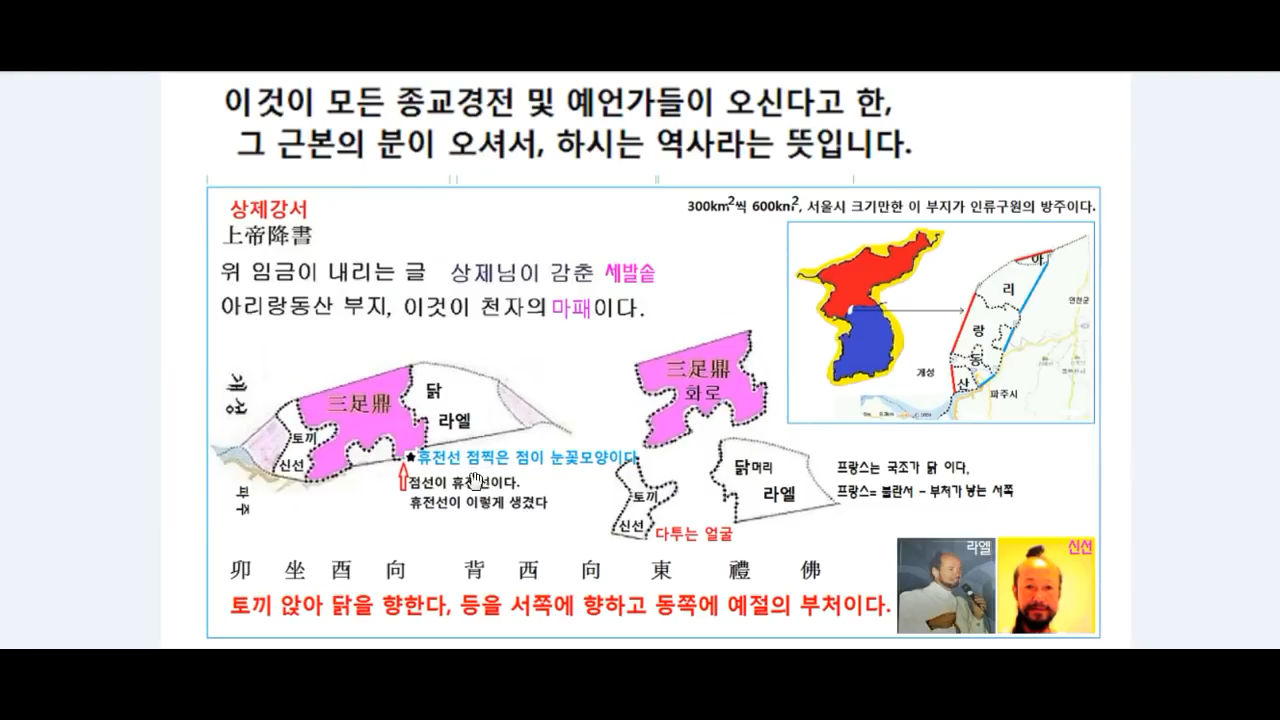 이것이 모든 종교경전 및 예언가들이 오신다고 한,
그 근본의 분이 오셔서, 하시는 역사라는 뜻입니다.
상제강서
上帝降書
300km²씩 600km², 서울시 크기만한 이 부지가 인류구원의 방주이다.
위 임금이 내리는 글 상제님이 감춘 세발솥
아리랑동산 부지, 이것이 천자의 마패이다.
아
리
랑
동
산
연천군
개성
파주시
개성
三足鼎
닭
라엘
토끼
신선
파주
★휴전선 점찍은 점이 눈꽃모양이다
점선이 휴전선이다.
휴전선이 이렇게 생겼다
三足鼎
화로
닭머리
라엘
토끼
신선
다투는 얼굴
프랑스는 국조가 닭 이다,
프랑스= 불란서 - 부처가 낳는 서쪽
라엘
신선
卯 坐 酉 向 背 西 向 東 禮 佛
토끼 앉아 닭을 향한다, 등을 서쪽에 향하고 동쪽에 예절의 부처이다.